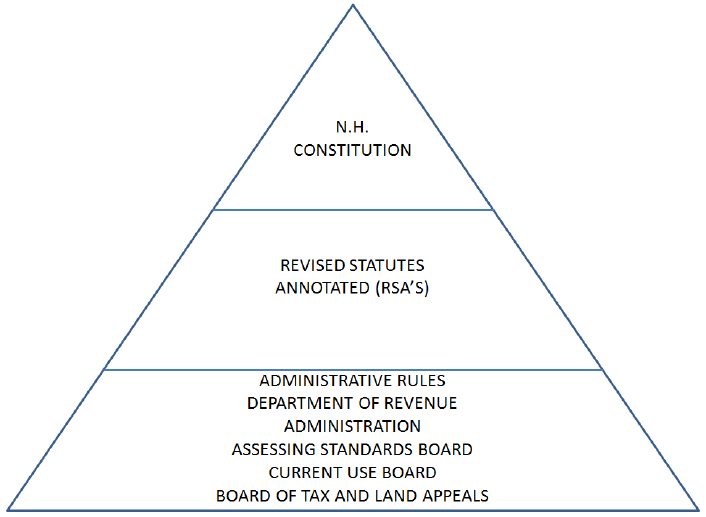 N.H.
CONSTITUTION
REVISED STATUTES
ANNOTATED (RSA’S)
ADMINISTRATIVE RULES
DEPARTMENT OF REVENUE
ADMINISTRATION
ASSESSING STANDARDS BOARD
CURRENT USE BOARD
BOARD OF TAX AND LAND APPEALS